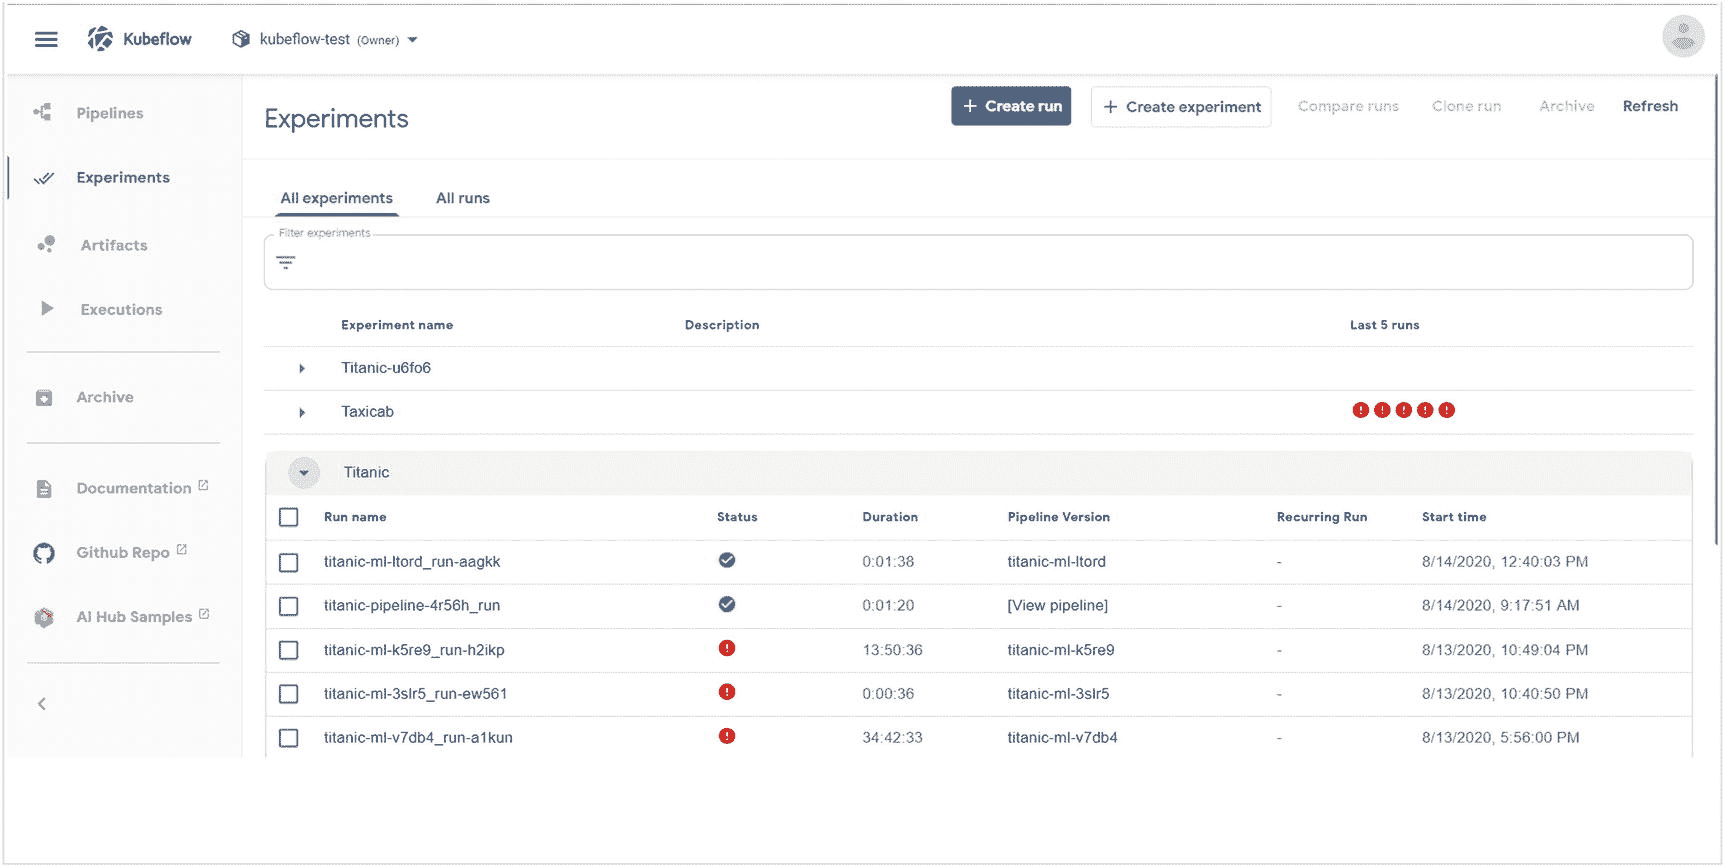 Kubeflow kubeflow-test (Owner)
Pipelines
Experiments
Artifacts
Executions
Archive
Documentation
Github Repo
AI Hub Samples
Experiments
+ Create run + Create experiment Compare runs Clone run Archive Refresh
All experiments All runs
Filter experiments
Experiment name Description Last 5 runs
Titanic-u6fo6
Taxicab
Titanic
Run name Status Duration Pipeline Version Recurring Run Start time
titanic-ml-ltord_run-aagkk 0:01:38 titanic-ml-ltord - 8/14/2020, 12:40:03 PM
titanic-pipeline-4r56h_run 0:01:20 [View pipeline] - 8/14/2020, 9:17:51 AM
titanic-ml-k5re9_run-h2ikp 13:50:36 titanic-ml-k5re9 - 8/13/2020, 10:49:04 PM
titanic-ml-3slr5_run-ew561 0:00:36 titanic-ml-3slr5 - 8/13/2020, 10:40:50 PM
titanic-ml-v7db4_run-a1kun 34:42:33 titanic-ml-v7db4 - 8/13/2020, 5:56:00 PM